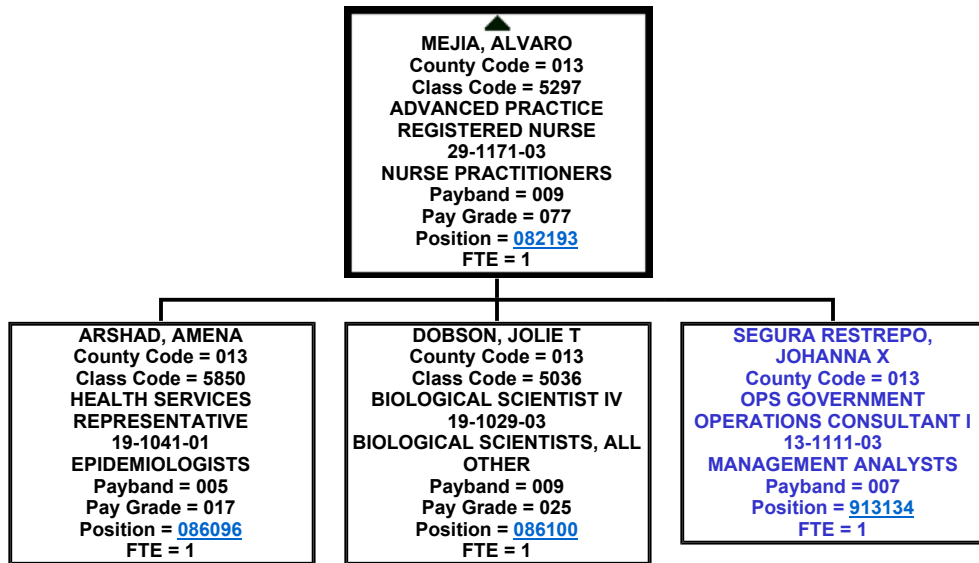 MEJIA, ALVARO
County Code = 013
Class Code = 5297
ADVANCED PRACTICE
REGISTERED NURSE
29-1171-03
NURSE PRACTITIONERS
Payband = 009
Pay Grade = 077
Position = 082193
FTE = 1
ARSHAD, AMENA
County Code = 013
Class Code = 5850
HEALTH SERVICES
REPRESENTATIVE
19-1041-01
EPIDEMIOLOGISTS
Payband = 005
Pay Grade = 017
Position = 086096
FTE = 1
DOBSON, JOLIE T
County Code = 013
Class Code = 5036
BIOLOGICAL SCIENTIST IV
19-1029-03
BIOLOGICAL SCIENTISTS, ALL
OTHER
Payband = 009
Pay Grade = 025
Position = 086100
FTE = 1
SEGURA RESTREPO,
JOHANNA X
County Code = 013
OPS GOVERNMENT
OPERATIONS CONSULTANT I
13-1111-03
MANAGEMENT ANALYSTS
Payband = 007
Position = 913134
FTE = 1